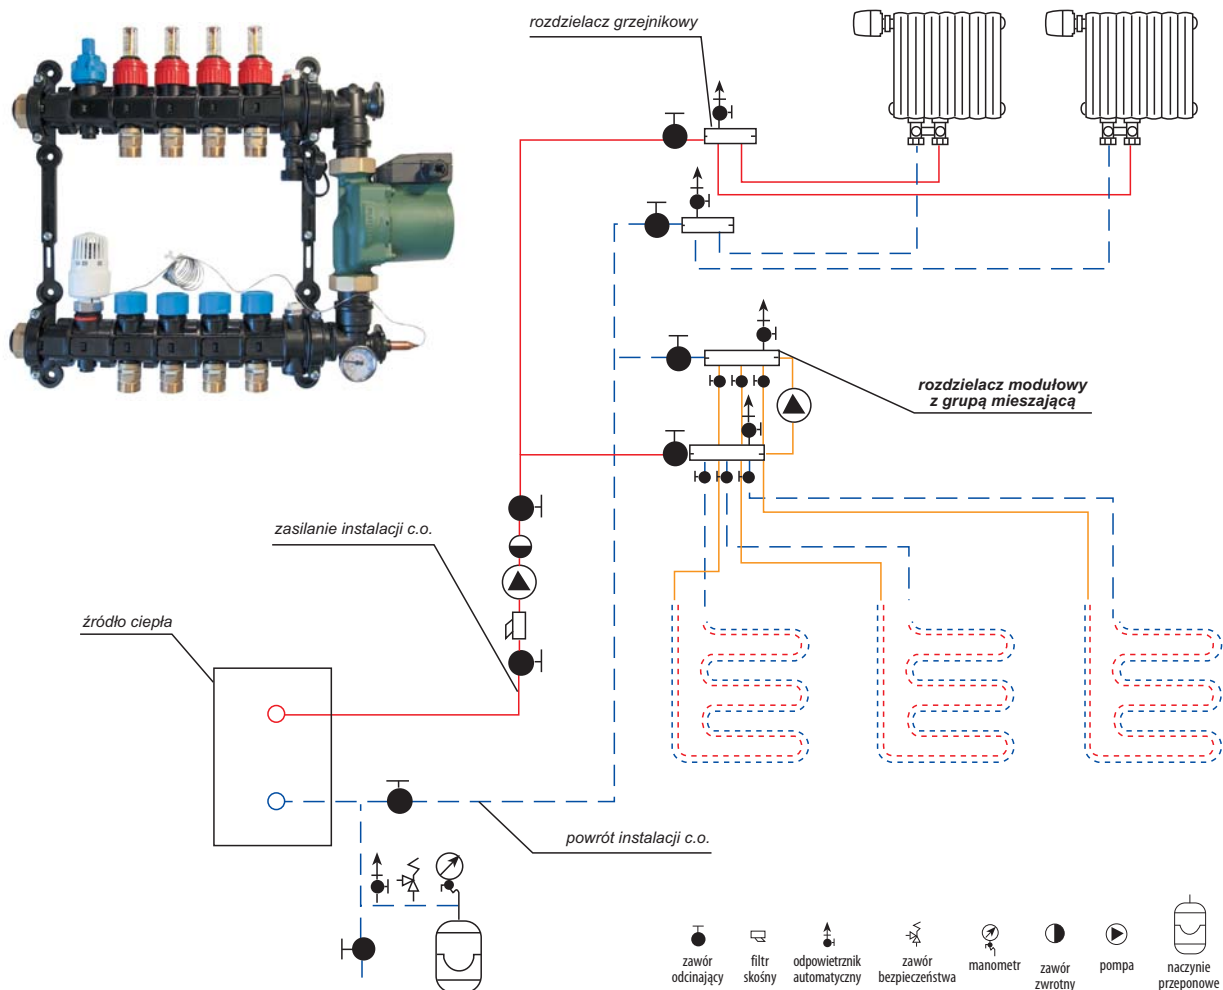 rozdzielacz grzejnikowy
rozdzielacz modułowy
z grupą mieszającą
zasilanie instalacji c.o.
źródło ciepła
powrót instalacji c.o.
zawór
odcinający
filtr
skośny
odpowietrznik
automatyczny
zawór
bezpieczeństwa
manometr
zawór
zwrotny
pompa
naczynie
przeponowe